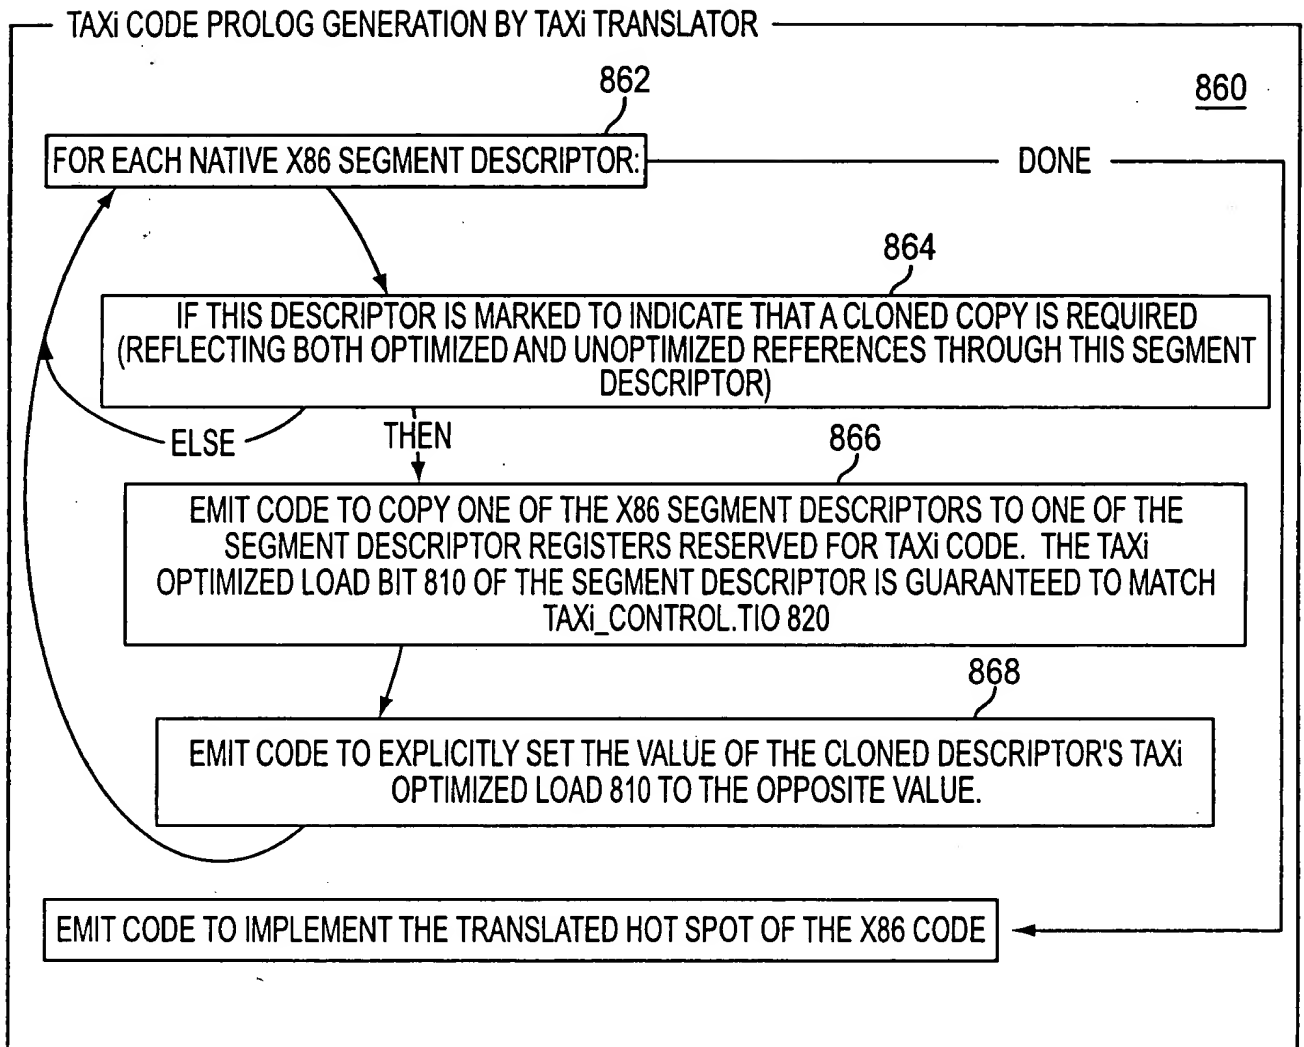 TAXi CODE PROLOG GENERATION BY TAXi TRANSLATOR
860
862
FOR EACH NATIVE X86 SEGMENT DESCRIPTOR:
DONE
864
IF THIS DESCRIPTOR IS MARKED TO INDICATE THAT A CLONED COPY IS REQUIRED
(REFLECTING BOTH OPTIMIZED AND UNOPTIMIZED REFERENCES THROUGH THIS SEGMENT
DESCRIPTOR)
ELSE
THEN
866
EMIT CODE TO COPY ONE OF THE X86 SEGMENT DESCRIPTORS TO ONE OF THE
SEGMENT DESCRIPTOR REGISTERS RESERVED FOR TAXi CODE. THE TAXi
OPTIMIZED LOAD BIT 810 OF THE SEGMENT DESCRIPTOR IS GUARANTEED TO MATCH
TAXi_CONTROL.TIO 820
868
EMIT CODE TO EXPLICITLY SET THE VALUE OF THE CLONED DESCRIPTOR'S TAXi
OPTIMIZED LOAD 810 TO THE OPPOSITE VALUE.
EMIT CODE TO IMPLEMENT THE TRANSLATED HOT SPOT OF THE X86 CODE